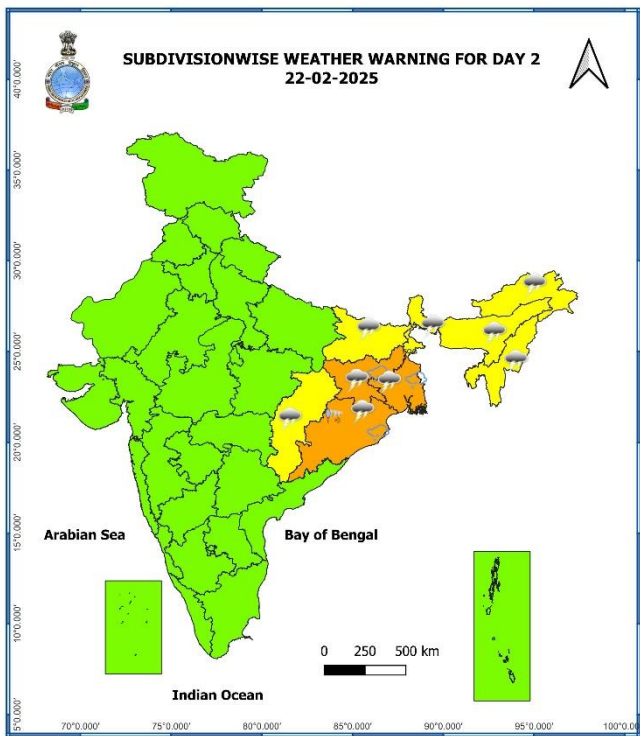 SUBDIVISIONWISE WEATHER WARNING FOR DAY 2
22-02-2025
40°0.000'
35°0.000'
30°0.000'
25°0.000'
20°0.000'
15°0.000'
10°0.000'
5°0.000'
Arabian Sea
Bay of Bengal
0 250 500 km
Indian Ocean
70°0.000' 75°0.000' 80°0.000' 85°0.000' 90°0.000' 95°0.000' 100°0.00